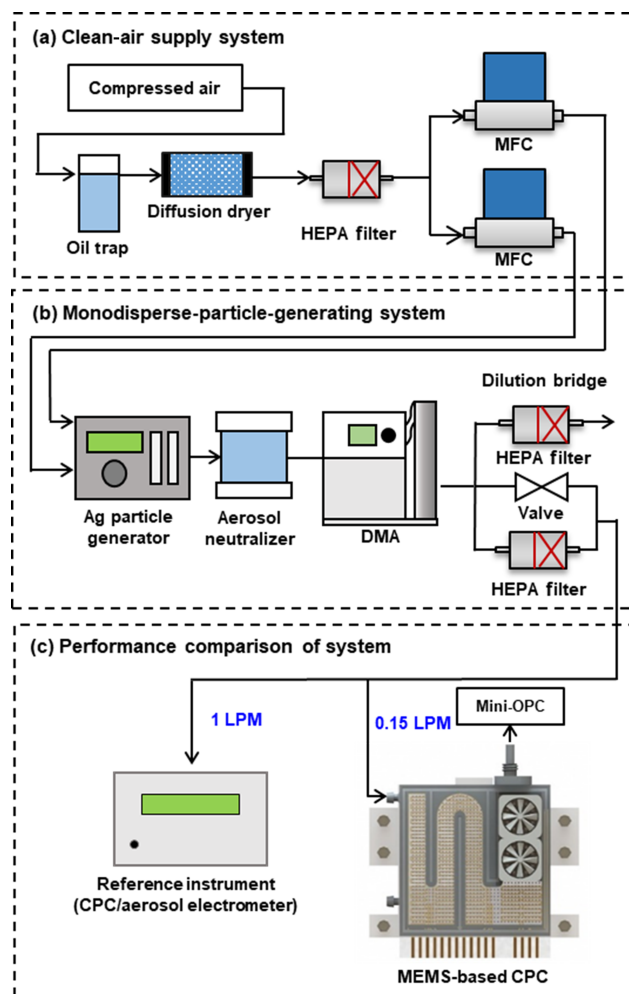 (a) Clean-air supply system
Compressed air
MFC
Diffusion dryer
HEPA filter
Oil trap
MFC
(b) Monodisperse-particle-generating system
Dilution bridge
HEPA filter
Ag particle
generator
Aerosol
neutralizer
DMA
Valve
HEPA filter
(c) Performance comparison of system
1 LPM
0.15 LPM
Mini-OPC
Reference instrument
(CPC/aerosol electrometer)
MEMS-based CPC